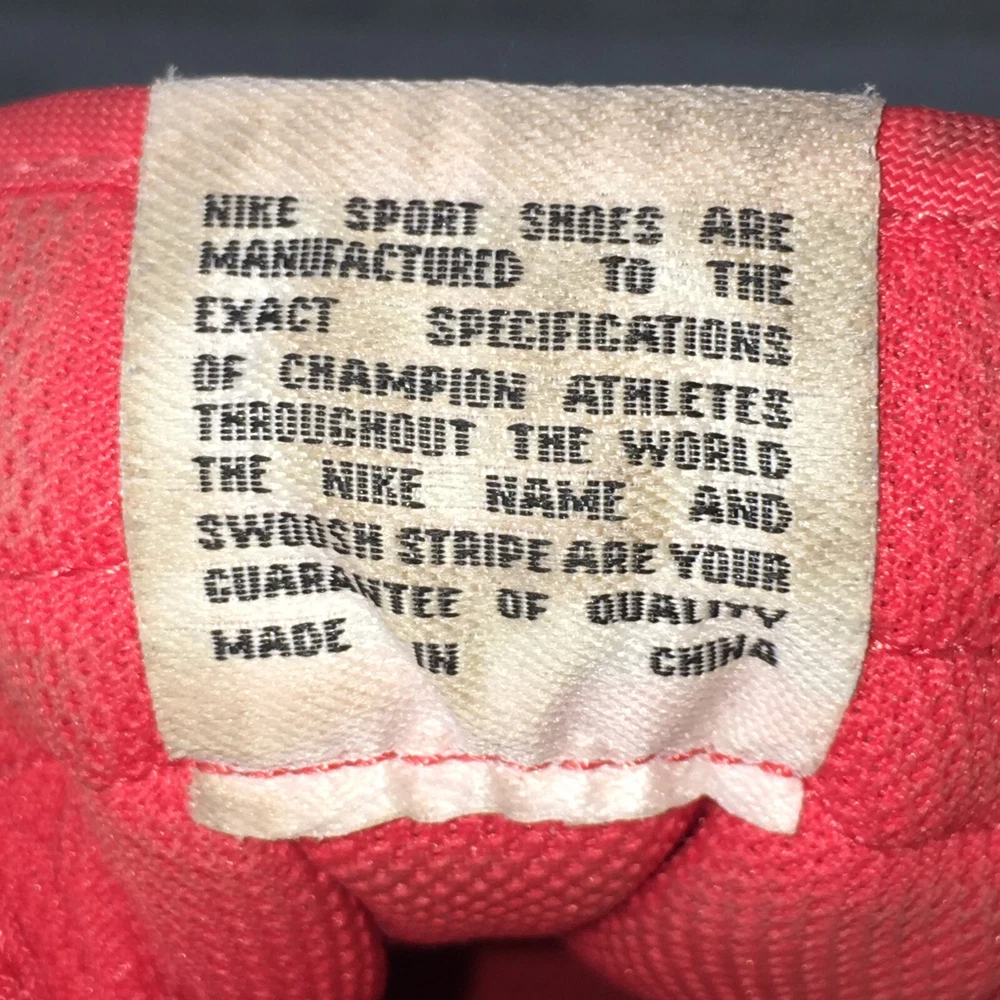 NIKE SPORT SHOES ARE
MANUFACTURED TO THE
EXACT SPECIFICATIONS
OF CHAMPION ATHLETES
THROUGHOUT THE WORLD
THE NIKE NAME AND
SWOOSH STRIPE ARE YOUR
GUARANTEE OF QUALITY
MADE IN CHINA